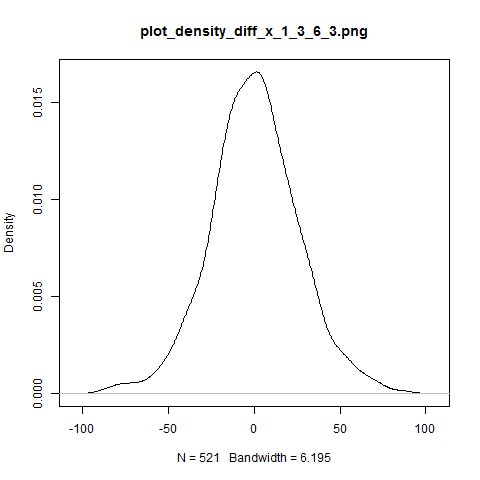 plot_density_diff_x_1_3_6_3.png
Density
0.015
0.010
0.005
0.000
-100 -50 0 50 100
N = 521 Bandwidth = 6.195